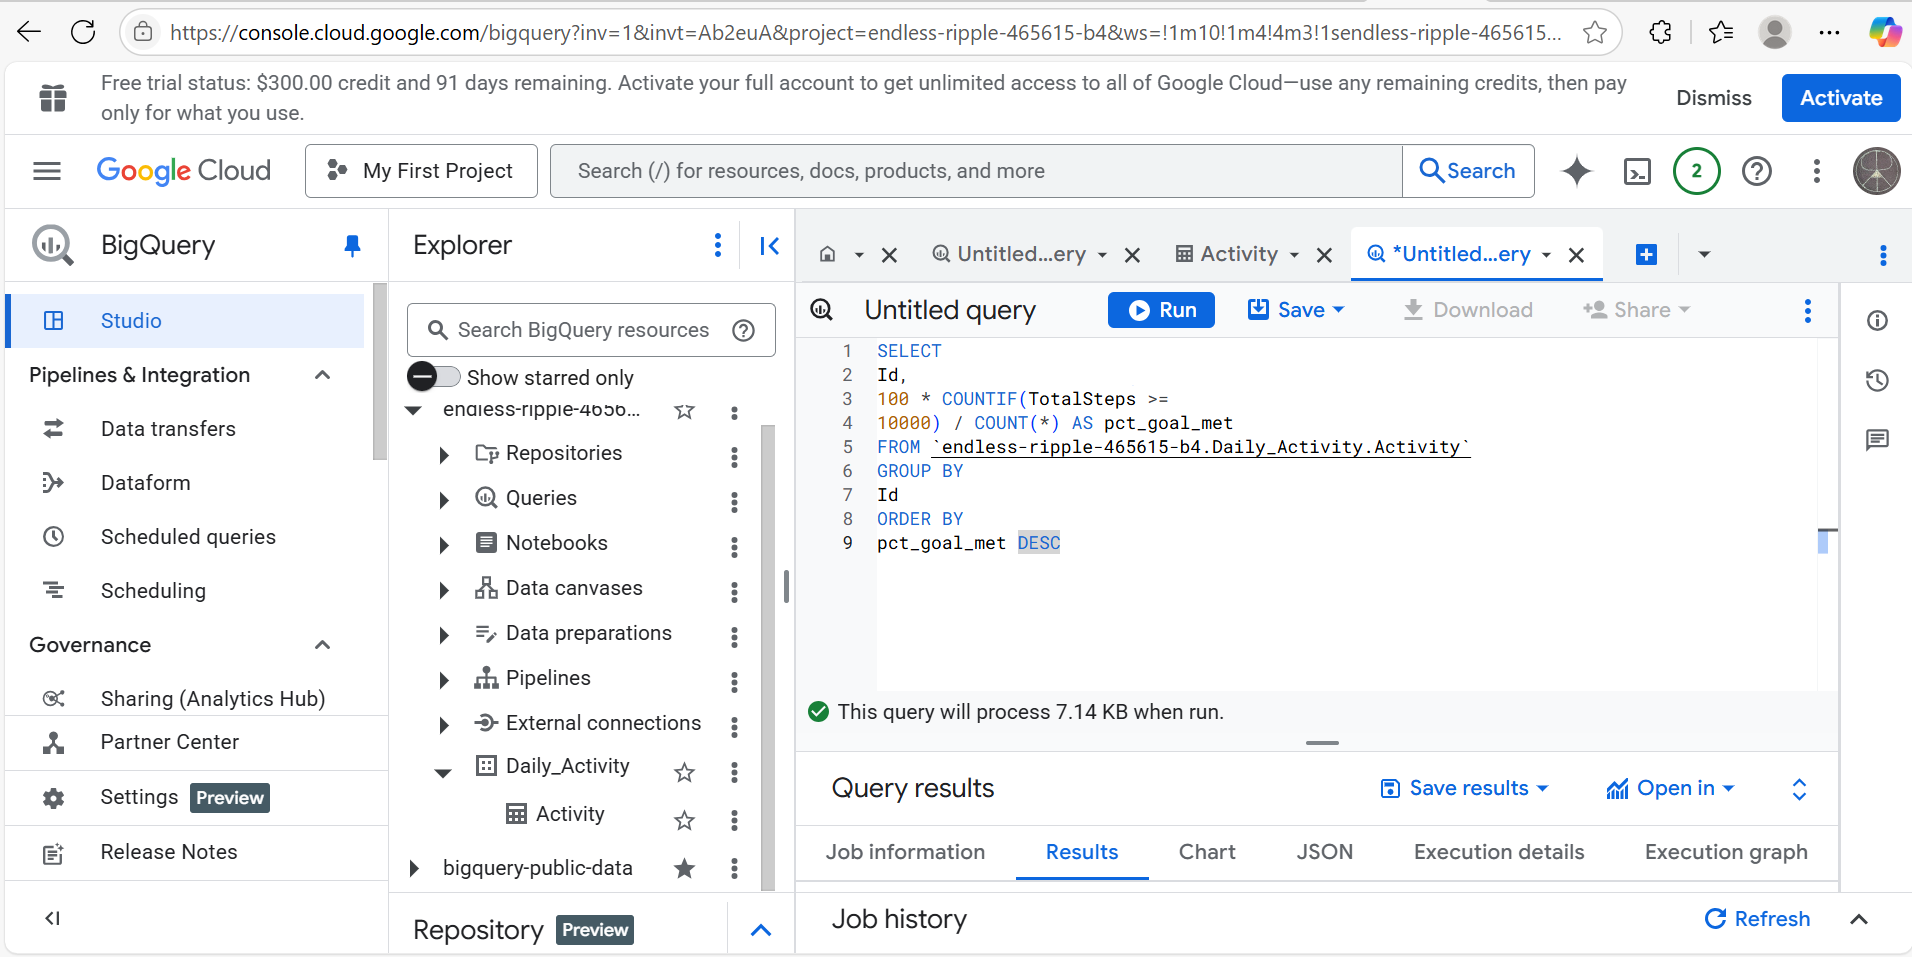 https://console.cloud.google.com/bigquery?inv=1&invt=Ab2euA&project=endless-ripple-465615-b4&ws=!1m10!1m4!4m3!1sendless-ripple-465615...
Free trial status: $300.00 credit and 91 days remaining. Activate your full account to get unlimited access to all of Google Cloud—use any remaining credits, then pay
only for what you use.
Dismiss
Activate
Google Cloud
My First Project
Search (/) for resources, docs, products, and more
Search
2
BigQuery
Studio
Pipelines & Integration
Data transfers
Dataform
Scheduled queries
Scheduling
Governance
Sharing (Analytics Hub)
Partner Center
Settings Preview
Release Notes
Explorer
Search BigQuery resources
Show starred only
endless-ripple-4656...
Repositories
Queries
Notebooks
Data canvases
Data preparations
Pipelines
External connections
Daily_Activity
Activity
bigquery-public-data
Repository Preview
Untitled...ery
Activity
*Untitled...ery
Untitled query
Run
Save
Download
Share
1 SELECT
2 Id,
3 100 * COUNTIF(TotalSteps >=
4 10000) / COUNT(*) AS pct_goal_met
5 FROM `endless-ripple-465615-b4.Daily_Activity.Activity`
6 GROUP BY
7 Id
8 ORDER BY
9 pct_goal_met DESC
This query will process 7.14 KB when run.
Query results
Save results
Open in
Job information
Results
Chart
JSON
Execution details
Execution graph
Job history
Refresh